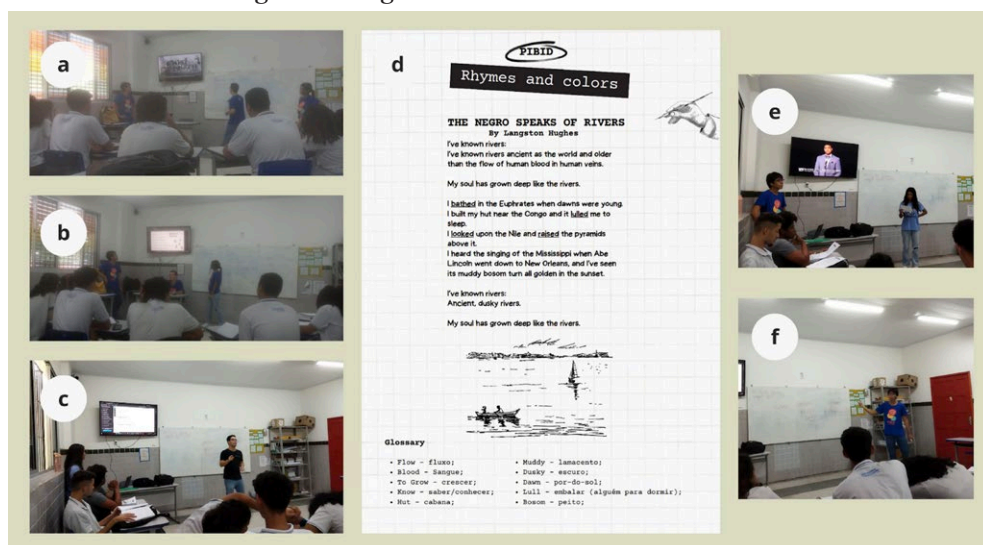 a
b
c
d
PIBID
Rhymes and colors
THE NEGRO SPEAKS OF RIVERS
By Langston Hughes
I've known rivers:
I've known rivers ancient as the world and older
than the flow of human blood in human veins.
My soul has grown deep like the rivers.
I bathed in the Euphrates when dawns were young.
I built my hut near the Congo and it lulled me to
sleep.
I looked upon the Nile and raised the pyramids
above it.
I heard the singing of the Mississippi when Abe
Lincoln went down to New Orleans, and I've seen
its muddy bosom turn all golden in the sunset.
I've known rivers:
Ancient, dusky rivers.
My soul has grown deep like the rivers.
Glossary
• Flow - fluxo;
• Blood - Sangue;
• To Grow - crescer;
• Know - saber/conhecer;
• Hut - cabana;
• Muddy - lamacento;
• Dusky - escuro;
• Dawn - por-do-sol;
• Lull - embalar (alguém para dormir);
• Bosom - peito;
e
f